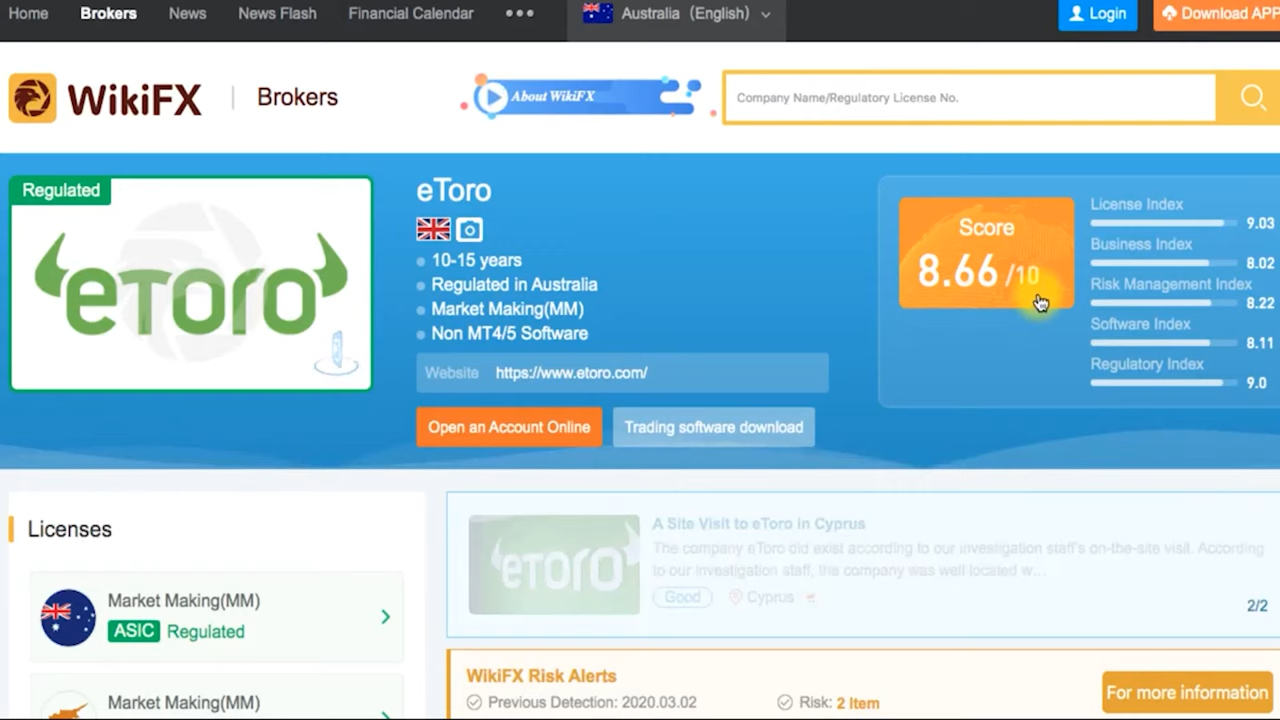 Home Brokers News News Flash Financial Calendar ••• Australia (English) Login Download APP
WikiFX | Brokers
About WikiFX
Company Name/Regulatory License No.
Regulated
eToro
eToro
10-15 years
Regulated in Australia
Market Making(MM)
Non MT4/5 Software
Website https://www.etoro.com/
Open an Account Online Trading software download
Score
8.66 /10
License Index
9.03
Business Index
8.02
Risk Management Index
8.22
Software Index
8.11
Regulatory Index
9.0
Licenses
Market Making(MM)
ASIC Regulated
Market Making(MM)
eToro
A Site Visit to eToro in Cyprus
The company eToro did exist according to our investigation staff's on-the-site visit. According
to our investigation staff, the company was well located w...
Good Cyprus
2/2
WikiFX Risk Alerts
Previous Detection: 2020.03.02 Risk: 2 Item
For more information